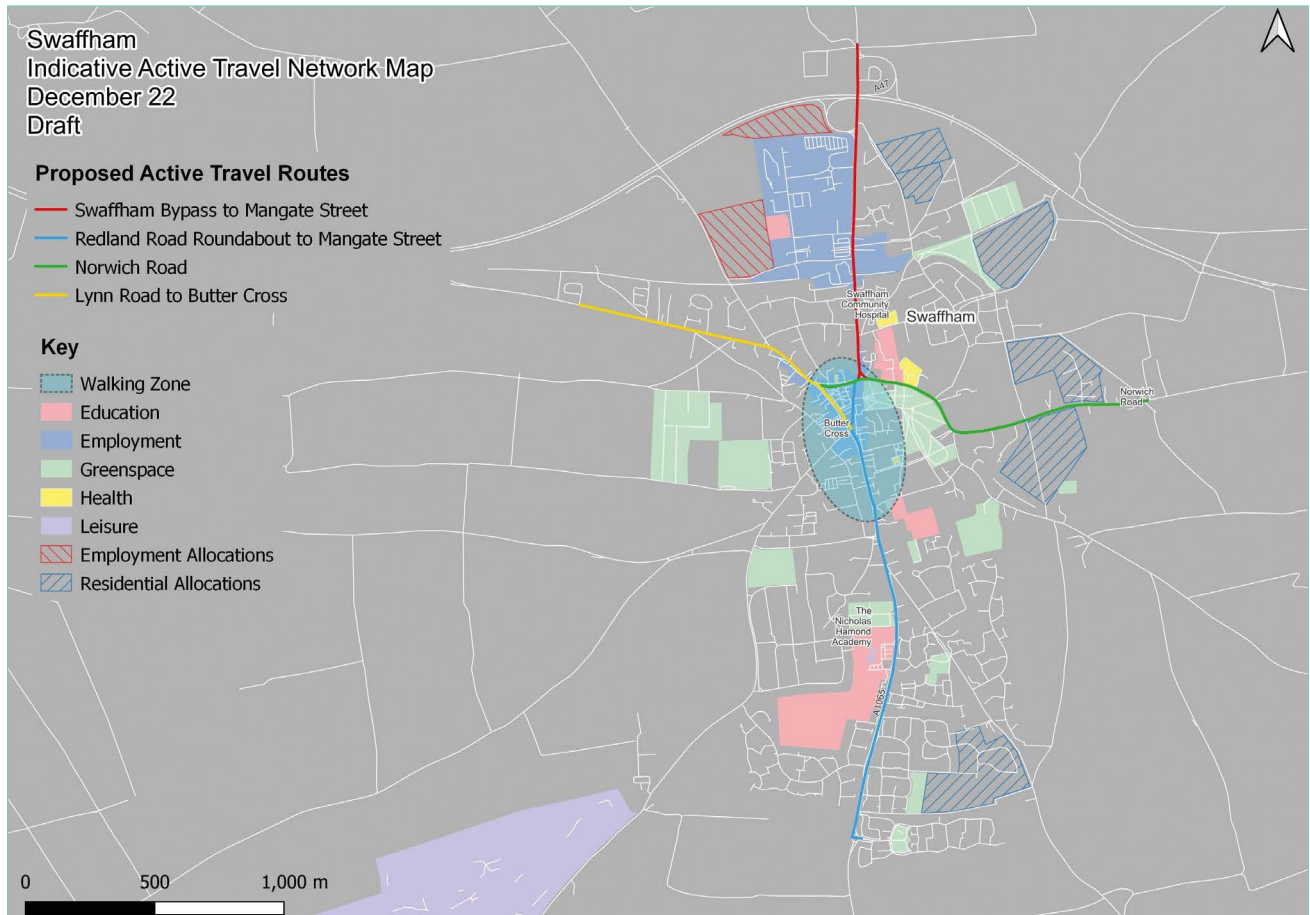 Swaffham
Indicative Active Travel Network Map
December 22
Draft
Proposed Active Travel Routes
Swaffham Bypass to Mangate Street
Redland Road Roundabout to Mangate Street
Norwich Road
Lynn Road to Butter Cross
Key
Walking Zone
Education
Employment
Greenspace
Health
Leisure
Employment Allocations
Residential Allocations
A47
Swaffham
Community
Hospital
Swaffham
Norwich
Road
Butter
Cross
The
Nicholas
Hamond
Academy
A1065
0 500 1,000 m